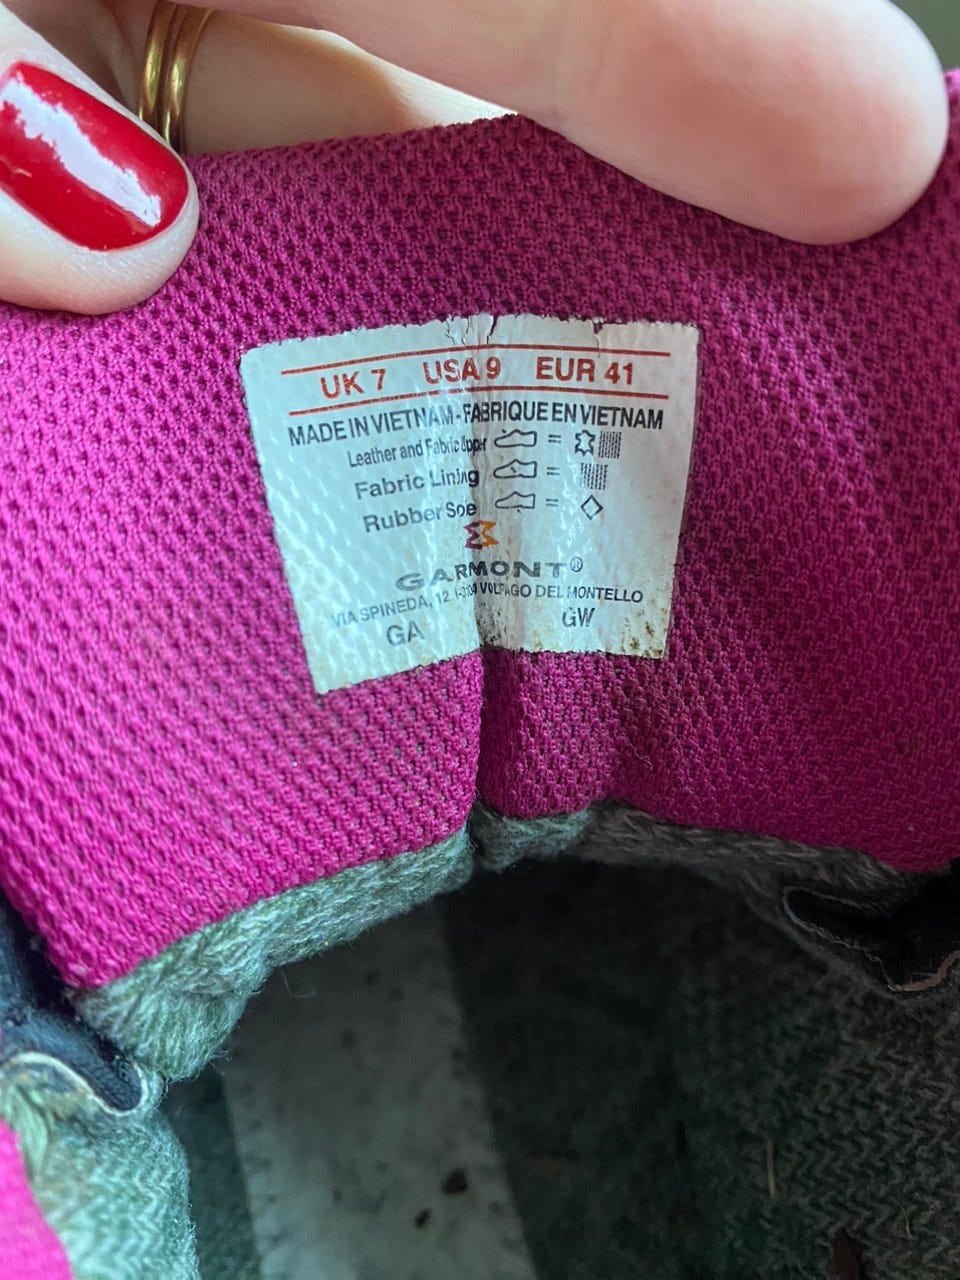 UK 7 USA 9 EUR 41
MADE IN VIETNAM - FABRIQUE EN VIETNAM
Leather and Fabric Upper =
Fabric Lining =
Rubber Sole =
GARMONT®
VIA SPINEDA, 12 VOLPAGO DEL MONTELLO
GA GW